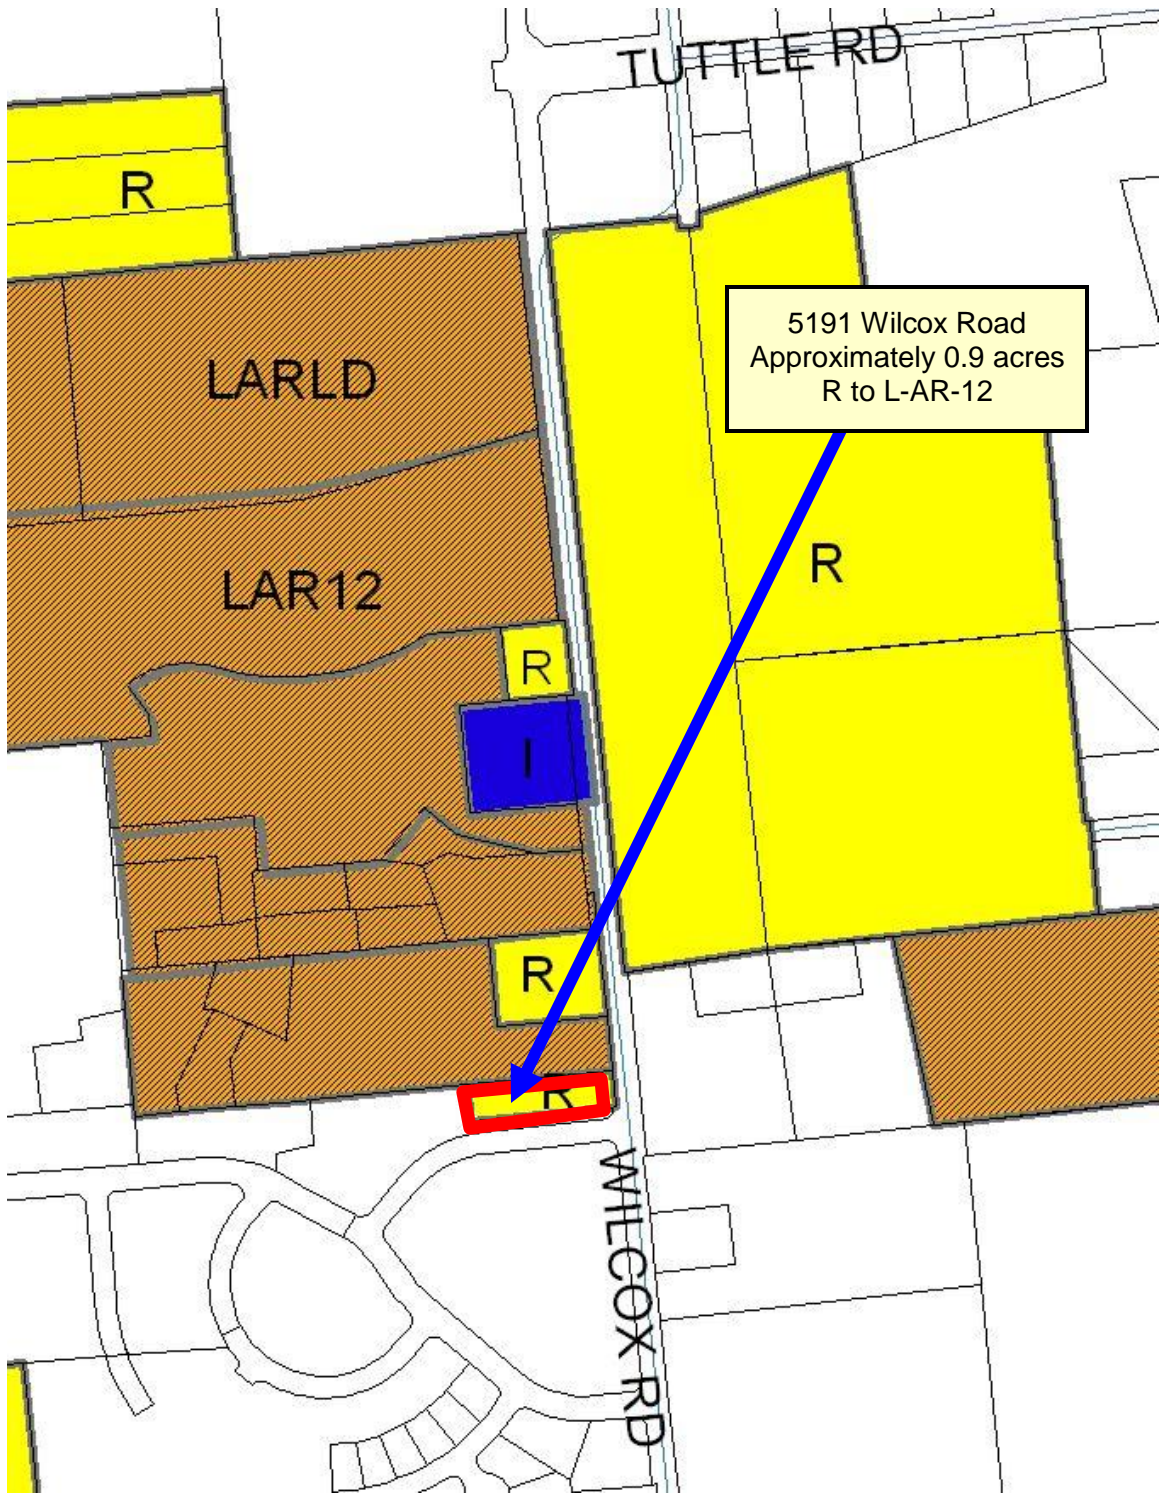 TUTTLE RD
R
5191 Wilcox Road
Approximately 0.9 acres
R to L-AR-12
LARLD
R
LAR12
R
I
R
R
WILCOX RD